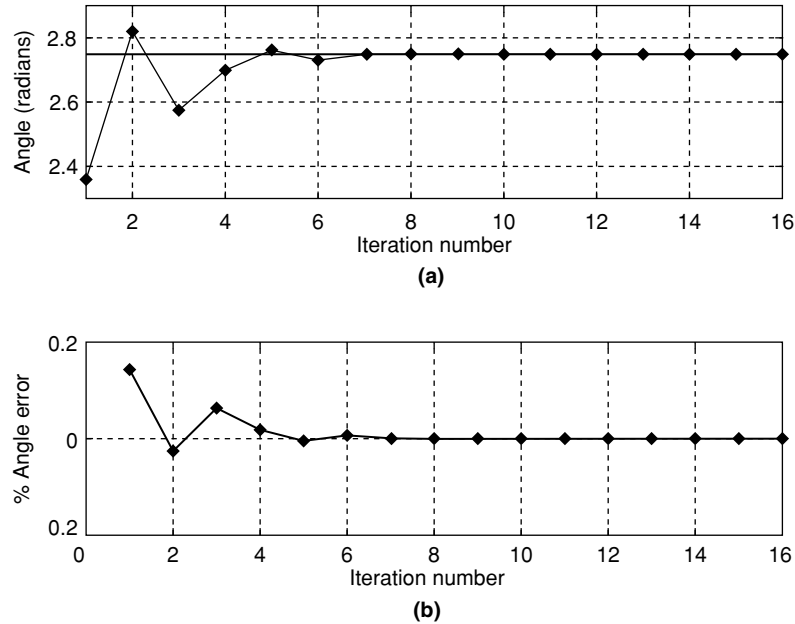 2.8
2.6
2.4
Angle (radians)
2 4 6 8 10 12 14 16
Iteration number
(a)
0.2
0
0.2
% Angle error
0 2 4 6 8 10 12 14 16
Iteration number
(b)